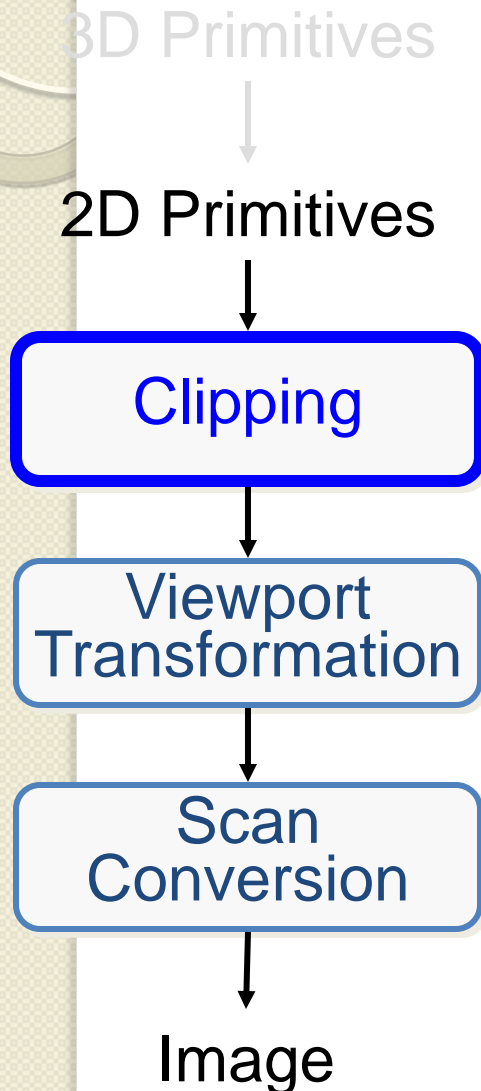 3D Primitives
2D Primitives
Clipping
Viewport
Transformation
Scan
Conversion
Image